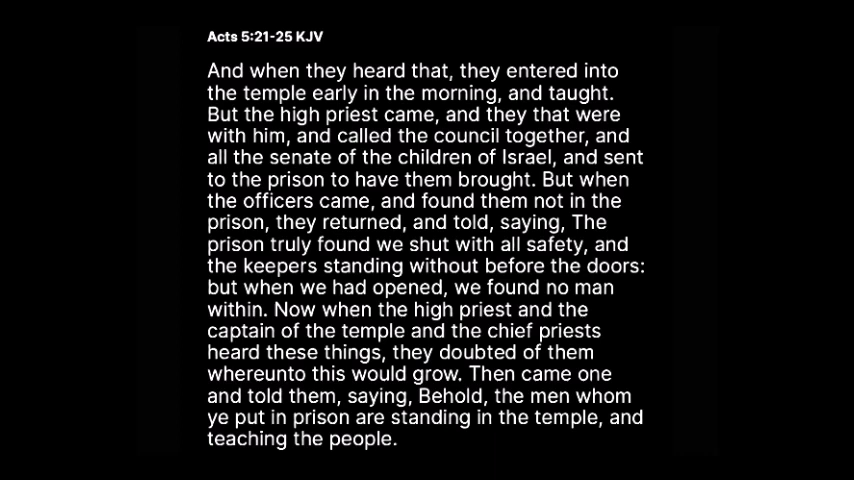 Acts 5:21-25 KJV
And when they heard that, they entered into
the temple early in the morning, and taught.
But the high priest came, and they that were
with him, and called the council together, and
all the senate of the children of Israel, and sent
to the prison to have them brought. But when
the officers came, and found them not in the
prison, they returned, and told, saying, The
prison truly found we shut with all safety, and
the keepers standing without before the doors:
but when we had opened, we found no man
within. Now when the high priest and the
captain of the temple and the chief priests
heard these things, they doubted of them
whereunto this would grow. Then came one
and told them, saying, Behold, the men whom
ye put in prison are standing in the temple, and
teaching the people.